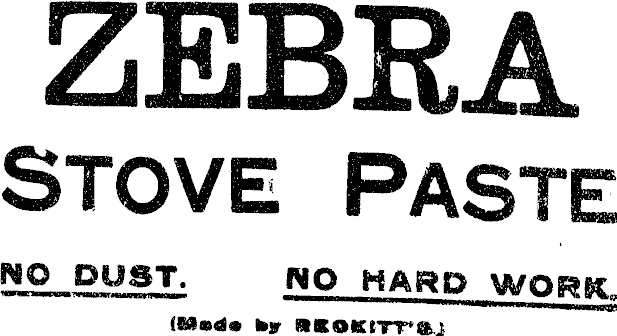 ZEBRA
STOVE PASTE
NO DUST. NO HARD WORK.
(Made by RECKITT'S.)